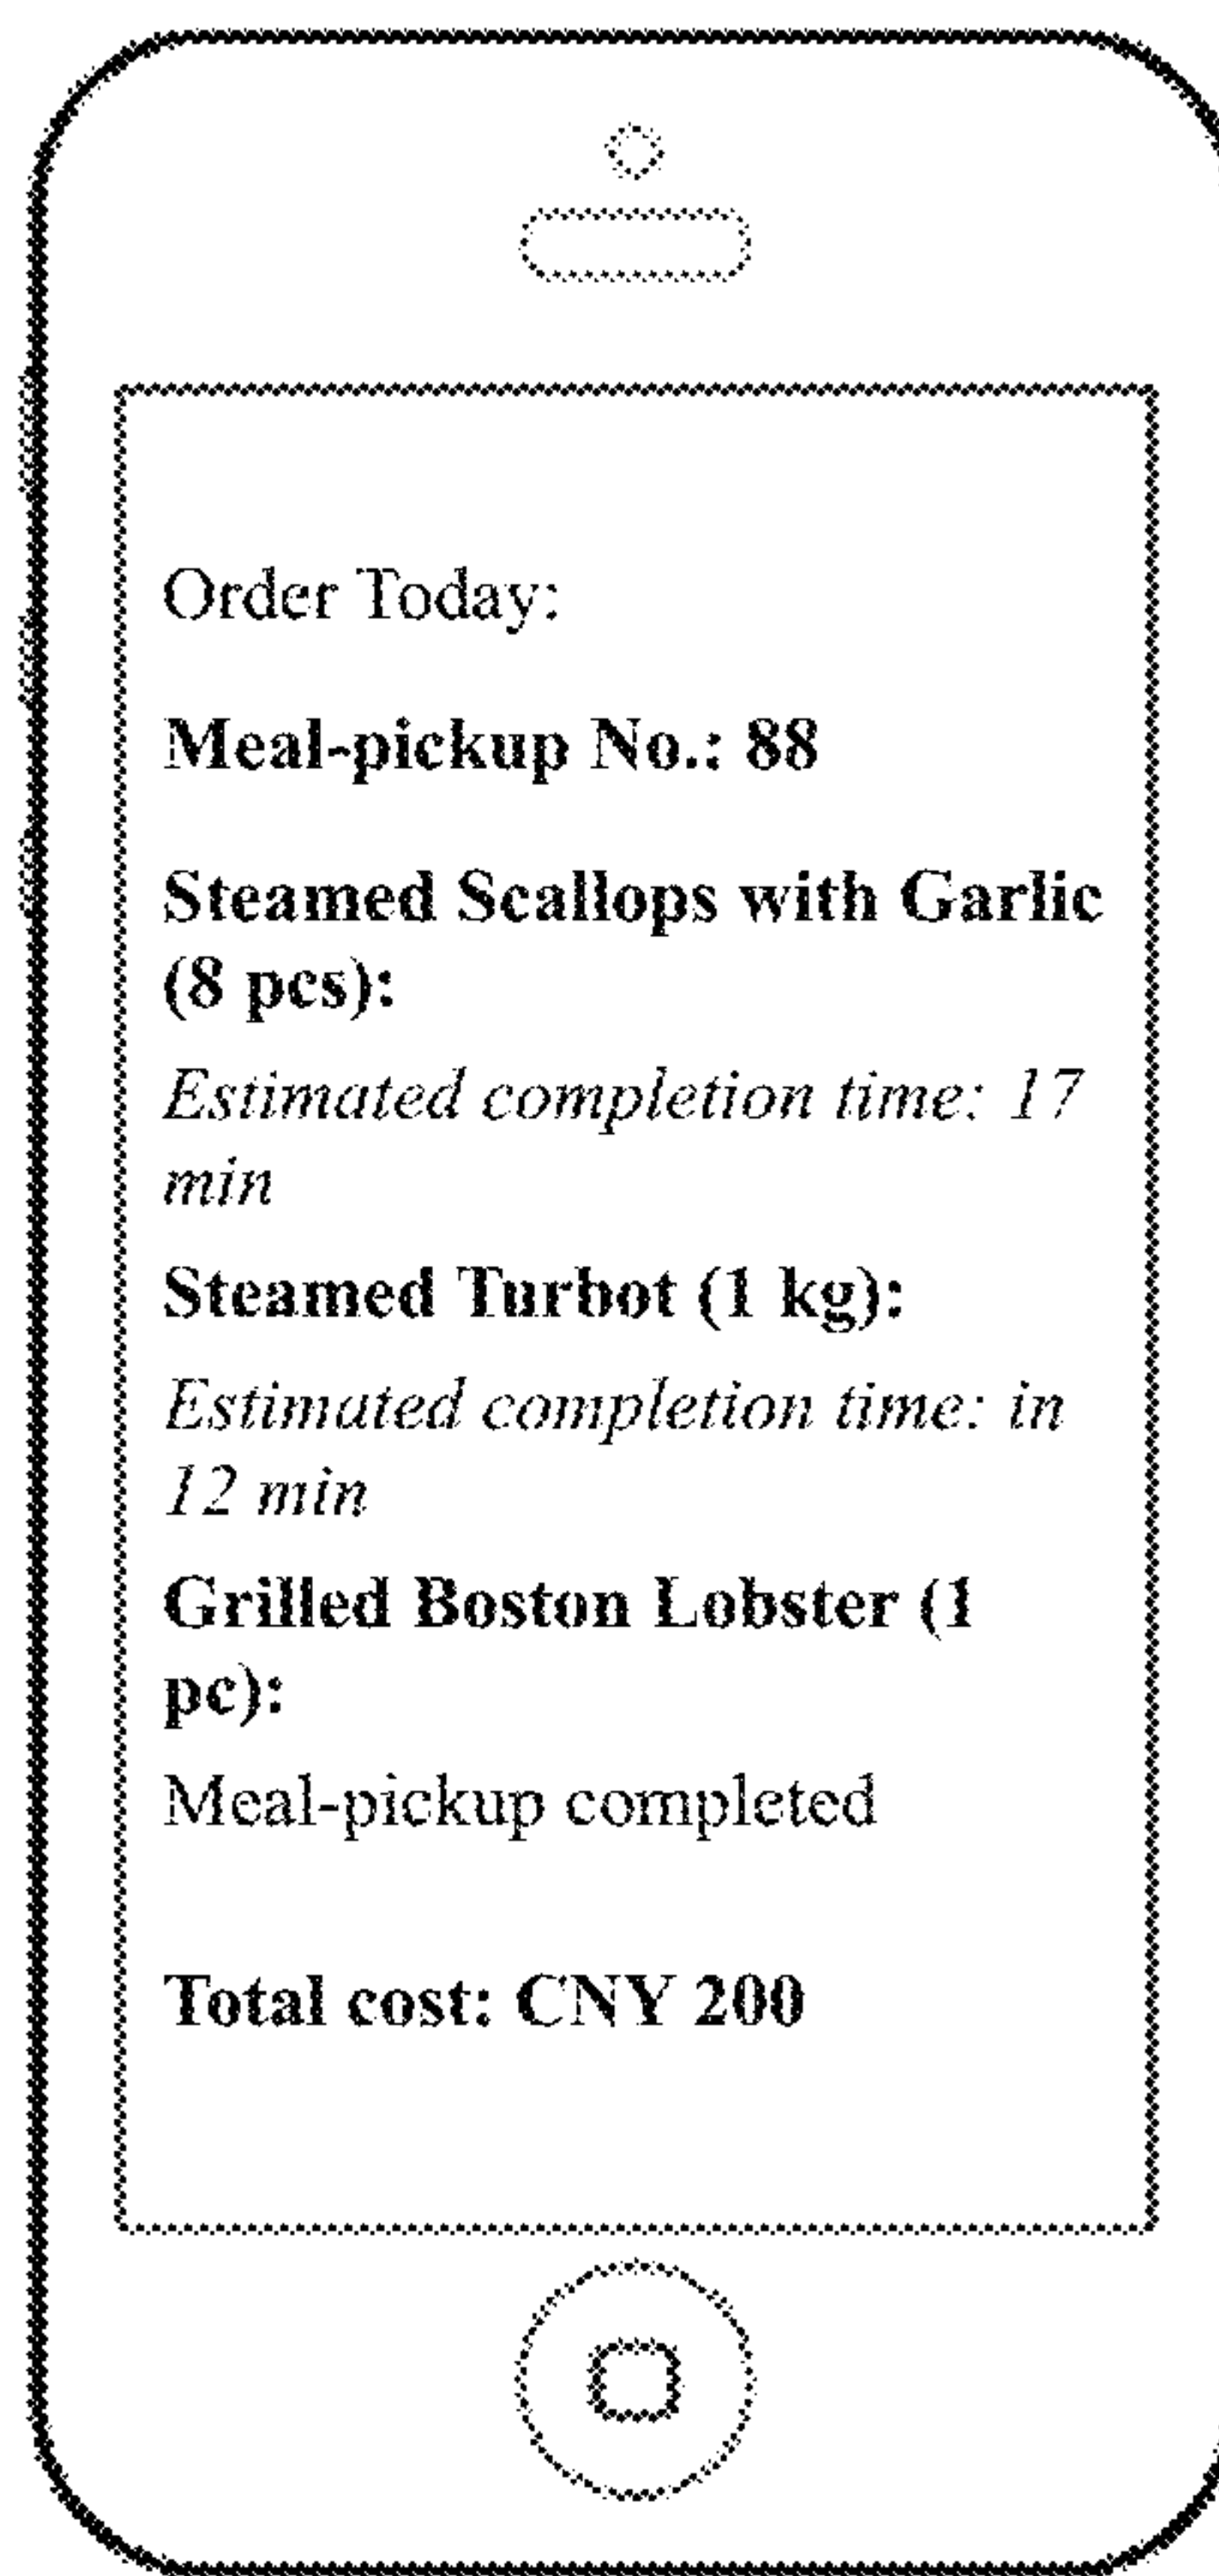 Order Today:
Meal-pickup No.: 88
Steamed Scallops with Garlic
(8 pcs):
Estimated completion time: 17
min
Steamed Turbot (1 kg):
Estimated completion time: in
12 min
Grilled Boston Lobster (1
pc):
Meal-pickup completed
Total cost: CNY 200